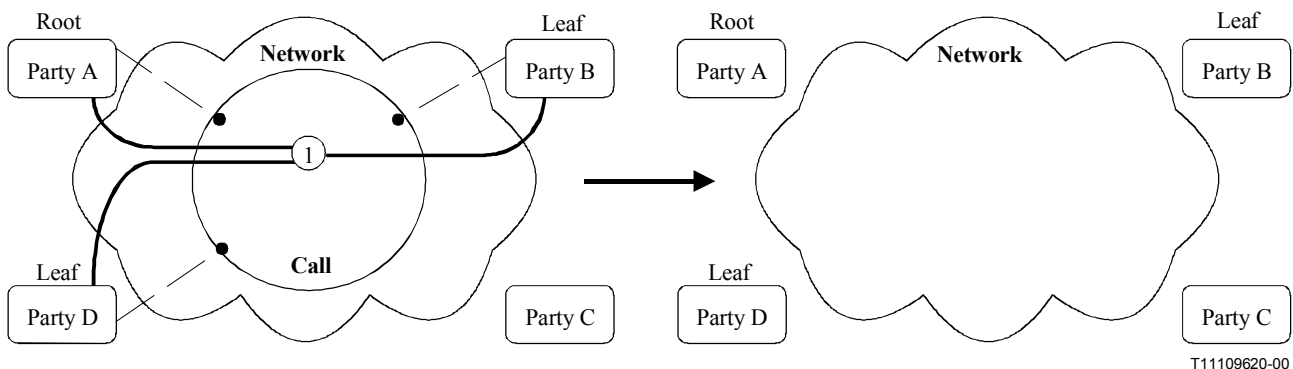 Root
Leaf
Party A
Network
Party B
1
Call
Leaf
Party D
Party C
Root
Leaf
Party A
Network
Party B
Leaf
Party D
Party C
T11109620-00